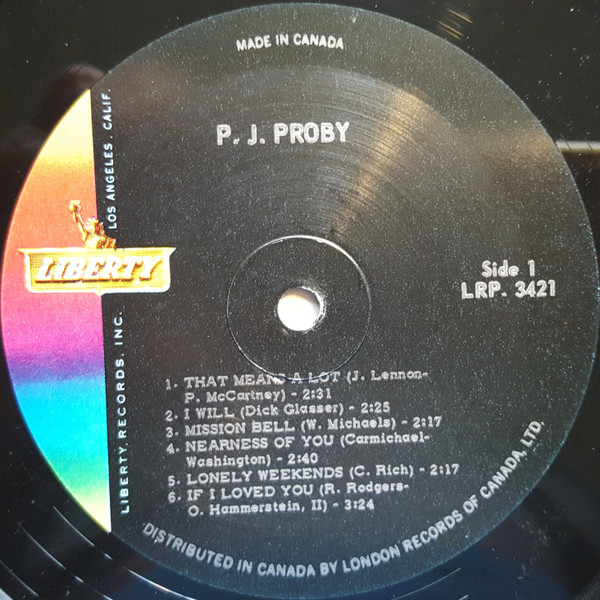 MADE IN CANADA
P. J. PROBY
LOS ANGELES, CALIF.
LIBERTY
LIBERTY RECORDS, INC.
Side 1
LRP. 3421
1. THAT MEANS A LOT (J. Lennon-
P. McCartney) - 2:31
2. I WILL (Dick Glasser) - 2:25
3. MISSION BELL (W. Michaels) - 2:17
4. NEARNESS OF YOU (Carmichael-
Washington) - 2:40
5. LONELY WEEKENDS (C. Rich) - 2:17
6. IF I LOVED YOU (R. Rodgers-
O. Hammerstein, II) - 3:24
DISTRIBUTED IN CANADA BY LONDON RECORDS OF CANADA, LTD.